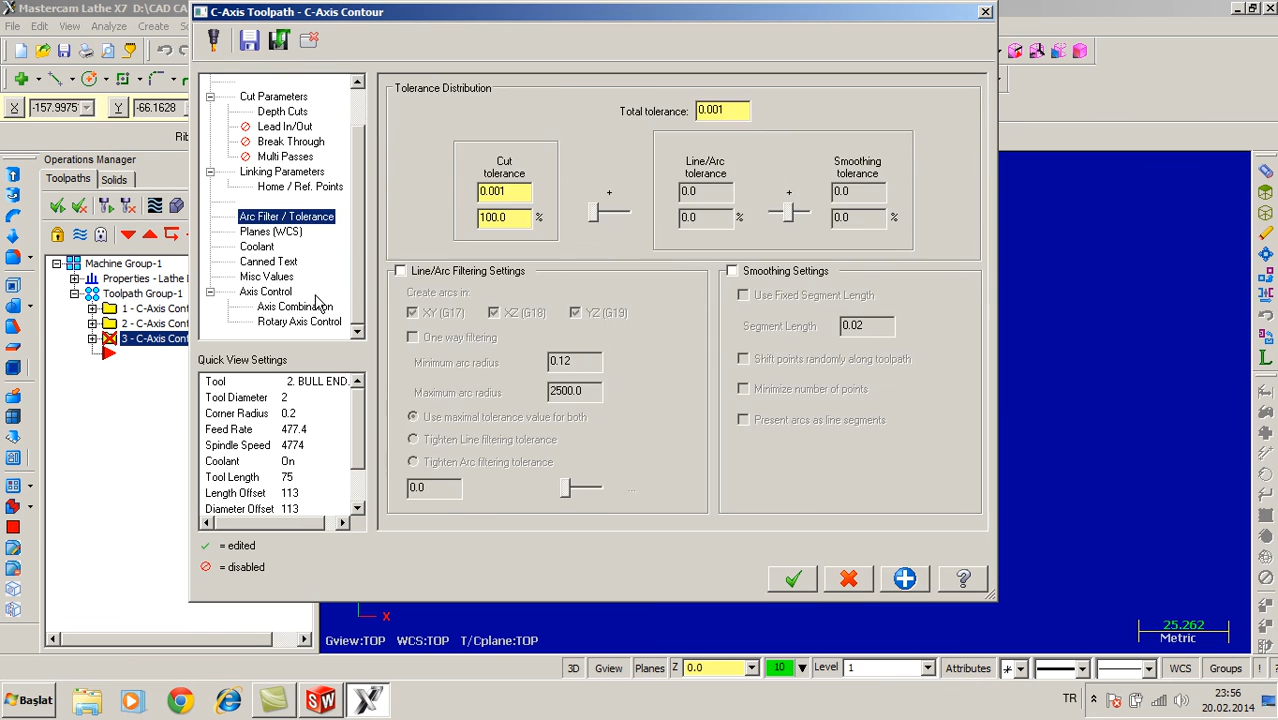 Mastercam Lathe X7 D:\CAD CA
C-Axis Toolpath - C-Axis Contour
File Edit View Analyze Create
Cut Parameters
Depth Cuts
Lead In/Out
Break Through
Multi Passes
Linking Parameters
Home / Ref. Points
Arc Filter / Tolerance
Planes (WCS)
Coolant
Canned Text
Misc Values
Axis Control
Axis Combination
Rotary Axis Control
Tolerance Distribution
Total tolerance: 0.001
Cut tolerance
0.001
100.0 %
+
Line/Arc tolerance
0.0
0.0 %
+
Smoothing tolerance
0.0
0.0 %
Line/Arc Filtering Settings
Create arcs in:
XY (G17) XZ (G18) YZ (G19)
One way filtering
Minimum arc radius 0.12
Maximum arc radius 2500.0
Use maximal tolerance value for both
Tighten Line filtering tolerance
Tighten Arc filtering tolerance
0.0 ...
Smoothing Settings
Use Fixed Segment Length
Segment Length 0.02
Shift points randomly along toolpath
Minimize number of points
Present arcs as line segments
Quick View Settings
Tool 2. BULL END.
Tool Diameter 2
Corner Radius 0.2
Feed Rate 477.4
Spindle Speed 4774
Coolant On
Tool Length 75
Length Offset 113
Diameter Offset 113
= edited
= disabled
X -157.9975 Y -66.1628
Operations Manager
Toolpaths Solids
Machine Group-1
Properties - Lathe
Toolpath Group-1
1 - C-Axis Cont
2 - C-Axis Cont
3 - C-Axis Cont
X
Gview:TOP WCS:TOP T/Cplane:TOP
25.262
Metric
3D Gview Planes Z 0.0 10 Level 1 Attributes WCS Groups ! ?
Başlat
TR
23:56
20.02.2014